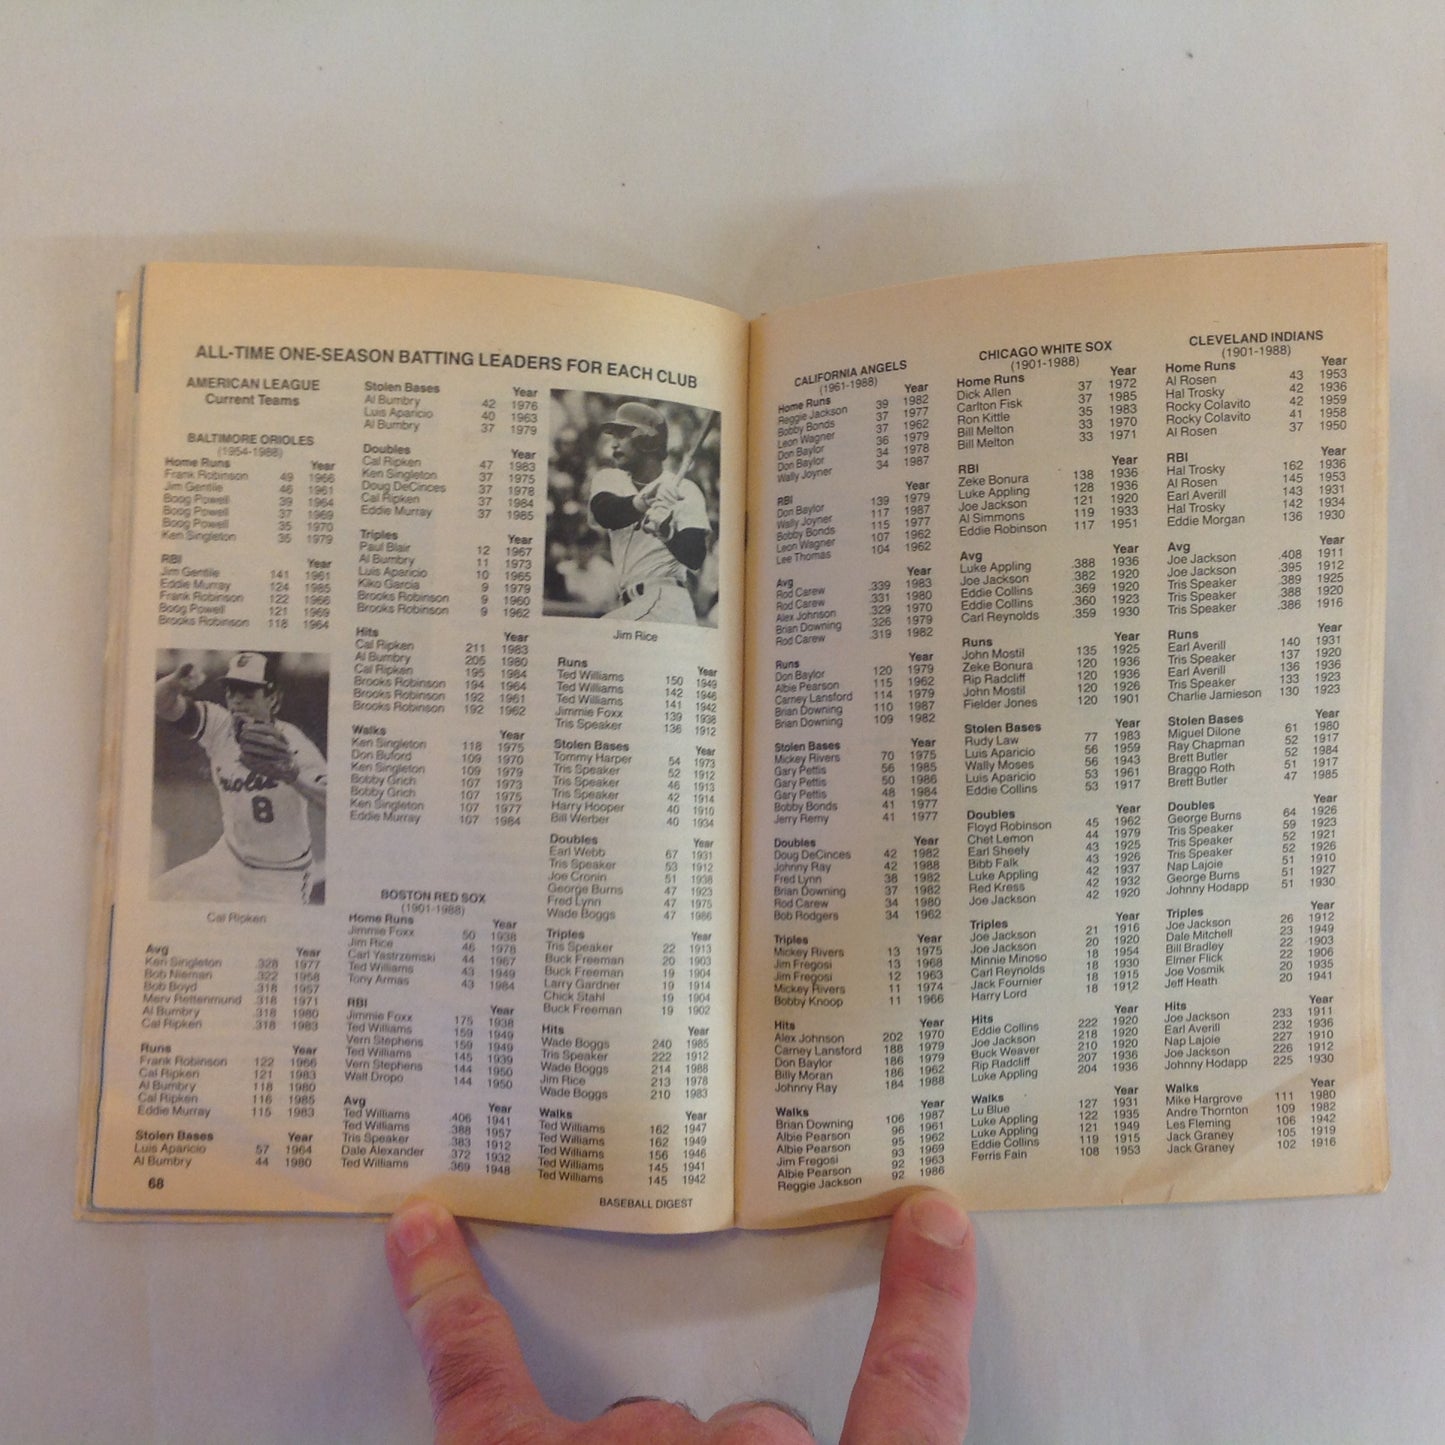 ALL-TIME ONE-SEASON BATTING LEADERS FOR EACH CLUB
AMERICAN LEAGUE
Current Teams
BALTIMORE ORIOLES
(1954-1988)
Home Runs Year
Frank Robinson 49 1966
Jim Gentile 46 1961
Boog Powell 39 1964
Boog Powell 37 1969
Boog Powell 35 1970
Ken Singleton 35 1979
RBI Year
Jim Gentile 141 1961
Eddie Murray 124 1985
Frank Robinson 122 1966
Boog Powell 121 1969
Brooks Robinson 118 1964
oriole
8
Cal Ripken
Avg Year
Ken Singleton .328 1977
Bob Nieman .322 1956
Bob Boyd .318 1957
Merv Rettenmund .318 1971
Al Bumbry .318 1980
Cal Ripken .318 1983
Runs Year
Frank Robinson 122 1966
Cal Ripken 121 1983
Al Bumbry 118 1980
Cal Ripken 116 1985
Eddie Murray 115 1983
Stolen Bases Year
Luis Aparicio 57 1964
Al Bumbry 44 1980
68
Stolen Bases Year
Al Bumbry 42 1976
Luis Aparicio 40 1963
Al Bumbry 37 1979
Doubles Year
Cal Ripken 47 1983
Ken Singleton 37 1975
Doug DeCinces 37 1978
Cal Ripken 37 1984
Eddie Murray 37 1985
Triples Year
Paul Blair 12 1967
Al Bumbry 11 1973
Luis Aparicio 10 1965
Kiko Garcia 9 1979
Brooks Robinson 9 1960
Brooks Robinson 9 1962
Hits Year
Cal Ripken 211 1983
Al Bumbry 205 1980
Cal Ripken 195 1984
Brooks Robinson 194 1964
Brooks Robinson 192 1961
Brooks Robinson 192 1962
Walks Year
Ken Singleton 118 1975
Don Buford 109 1970
Ken Singleton 109 1979
Bobby Grich 107 1973
Bobby Grich 107 1975
Ken Singleton 107 1977
Eddie Murray 107 1984
BOSTON RED SOX
(1901-1988)
Home Runs Year
Jimmie Foxx 50 1938
Jim Rice 46 1978
Carl Yastrzemski 44 1967
Ted Williams 43 1949
Tony Armas 43 1984
RBI Year
Jimmie Foxx 175 1938
Ted Williams 159 1949
Vern Stephens 159 1949
Ted Williams 145 1939
Vern Stephens 144 1950
Walt Dropo 144 1950
Avg Year
Ted Williams .406 1941
Ted Williams .388 1957
Tris Speaker .383 1912
Dale Alexander .372 1932
Ted Williams .369 1948
Jim Rice
Runs Year
Ted Williams 150 1949
Ted Williams 142 1946
Ted Williams 141 1942
Jimmie Foxx 139 1938
Tris Speaker 136 1912
Stolen Bases Year
Tommy Harper 54 1973
Tris Speaker 52 1912
Tris Speaker 46 1913
Tris Speaker 42 1914
Harry Hooper 40 1910
Bill Werber 40 1934
Doubles Year
Earl Webb 67 1931
Tris Speaker 53 1912
Joe Cronin 51 1938
George Burns 47 1923
Fred Lynn 47 1975
Wade Boggs 47 1986
Triples Year
Tris Speaker 22 1913
Buck Freeman 20 1903
Buck Freeman 19 1904
Larry Gardner 19 1914
Chick Stahl 19 1904
Buck Freeman 19 1902
Hits Year
Wade Boggs 240 1985
Tris Speaker 222 1912
Wade Boggs 214 1988
Jim Rice 213 1978
Wade Boggs 210 1983
Walks Year
Ted Williams 162 1947
Ted Williams 162 1949
Ted Williams 156 1946
Ted Williams 145 1941
Ted Williams 145 1942
BASEBALL DIGEST
CALIFORNIA ANGELS
(1961-1988)
Home Runs Year
Reggie Jackson 39 1982
Bobby Bonds 37 1977
Leon Wagner 37 1962
Don Baylor 36 1979
Don Baylor 34 1978
Wally Joyner 34 1987
RBI Year
Don Baylor 139 1979
Wally Joyner 117 1987
Bobby Bonds 115 1977
Leon Wagner 107 1962
Lee Thomas 104 1962
Avg Year
Rod Carew .339 1983
Rod Carew .331 1980
Alex Johnson .329 1970
Brian Downing .326 1979
Rod Carew .319 1982
Runs Year
Don Baylor 120 1979
Albie Pearson 115 1962
Carney Lansford 114 1979
Brian Downing 110 1987
Brian Downing 109 1982
Stolen Bases Year
Mickey Rivers 70 1975
Gary Pettis 56 1985
Gary Pettis 50 1986
Gary Pettis 48 1984
Bobby Bonds 41 1977
Jerry Remy 41 1977
Doubles Year
Doug DeCinces 42 1982
Johnny Ray 42 1988
Fred Lynn 38 1982
Brian Downing 37 1982
Rod Carew 34 1980
Bob Rodgers 34 1962
Triples Year
Mickey Rivers 13 1975
Jim Fregosi 13 1968
Jim Fregosi 12 1963
Mickey Rivers 11 1974
Bobby Knoop 11 1966
Hits Year
Alex Johnson 202 1970
Carney Lansford 188 1979
Don Baylor 186 1979
Billy Moran 186 1962
Johnny Ray 184 1988
Walks Year
Brian Downing 106 1987
Albie Pearson 96 1961
Albie Pearson 95 1962
Jim Fregosi 93 1969
Albie Pearson 92 1963
Reggie Jackson 92 1986
CHICAGO WHITE SOX
(1901-1988)
Home Runs Year
Dick Allen 37 1972
Carlton Fisk 37 1985
Ron Kittle 35 1983
Bill Melton 33 1970
Bill Melton 33 1971
RBI Year
Zeke Bonura 138 1936
Luke Appling 128 1936
Joe Jackson 121 1920
Al Simmons 119 1933
Eddie Robinson 117 1951
Avg Year
Luke Appling .388 1936
Joe Jackson .382 1920
Eddie Collins .369 1920
Eddie Collins .360 1923
Carl Reynolds .359 1930
Runs Year
John Mostil 135 1925
Zeke Bonura 120 1936
Rip Radcliff 120 1936
John Mostil 120 1926
Fielder Jones 120 1901
Stolen Bases Year
Rudy Law 77 1983
Luis Aparicio 56 1959
Wally Moses 56 1943
Luis Aparicio 53 1961
Eddie Collins 53 1917
Doubles Year
Floyd Robinson 45 1962
Chet Lemon 44 1979
Earl Sheely 43 1925
Bibb Falk 43 1926
Luke Appling 42 1937
Red Kress 42 1932
Joe Jackson 42 1920
Triples Year
Joe Jackson 21 1916
Joe Jackson 20 1920
Minnie Minoso 18 1954
Carl Reynolds 18 1930
Jack Fournier 18 1915
Harry Lord 18 1912
Hits Year
Eddie Collins 222 1920
Joe Jackson 218 1920
Buck Weaver 210 1920
Rip Radcliff 207 1936
Luke Appling 204 1936
Walks Year
Lu Blue 127 1931
Luke Appling 122 1935
Luke Appling 121 1949
Eddie Collins 119 1915
Ferris Fain 108 1953
CLEVELAND INDIANS
(1901-1988)
Home Runs Year
Al Rosen 43 1953
Hal Trosky 42 1936
Rocky Colavito 42 1959
Rocky Colavito 41 1958
Al Rosen 37 1950
RBI Year
Hal Trosky 162 1936
Al Rosen 145 1953
Earl Averill 143 1931
Hal Trosky 142 1934
Eddie Morgan 136 1930
Avg Year
Joe Jackson .408 1911
Joe Jackson .395 1912
Tris Speaker .389 1925
Tris Speaker .388 1920
Tris Speaker .386 1916
Runs Year
Earl Averill 140 1931
Tris Speaker 137 1920
Earl Averill 136 1936
Tris Speaker 133 1923
Charlie Jamieson 130 1923
Stolen Bases Year
Miguel Dilone 61 1980
Ray Chapman 52 1917
Brett Butler 52 1984
Braggo Roth 51 1917
Brett Butler 47 1985
Doubles Year
George Burns 64 1926
Tris Speaker 59 1923
Tris Speaker 52 1921
Tris Speaker 52 1926
Nap Lajoie 51 1910
George Burns 51 1927
Johnny Hodapp 51 1930
Triples Year
Joe Jackson 26 1912
Dale Mitchell 23 1949
Bill Bradley 22 1903
Elmer Flick 22 1906
Joe Vosmik 20 1935
Jeff Heath 20 1941
Hits Year
Joe Jackson 233 1911
Earl Averill 232 1936
Nap Lajoie 227 1910
Joe Jackson 226 1912
Johnny Hodapp 225 1930
Walks Year
Mike Hargrove 111 1980
Andre Thornton 109 1982
Les Fleming 106 1942
Jack Graney 105 1919
Jack Graney 102 1916